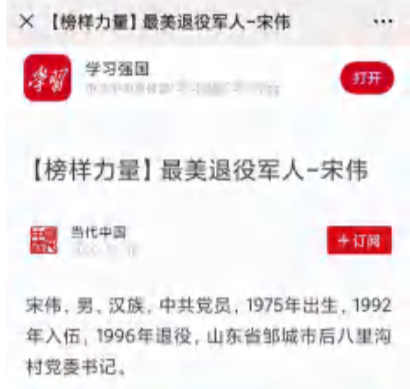 【榜样力量】最美退役军人-宋伟
学习
学习强国
打开
【榜样力量】最美退役军人-宋伟
当代中国
+订阅
宋伟，男、汉族，中共党员，1975年出生，1992
年入伍，1996年退役，山东省邹城市后八里沟
村党委书记。